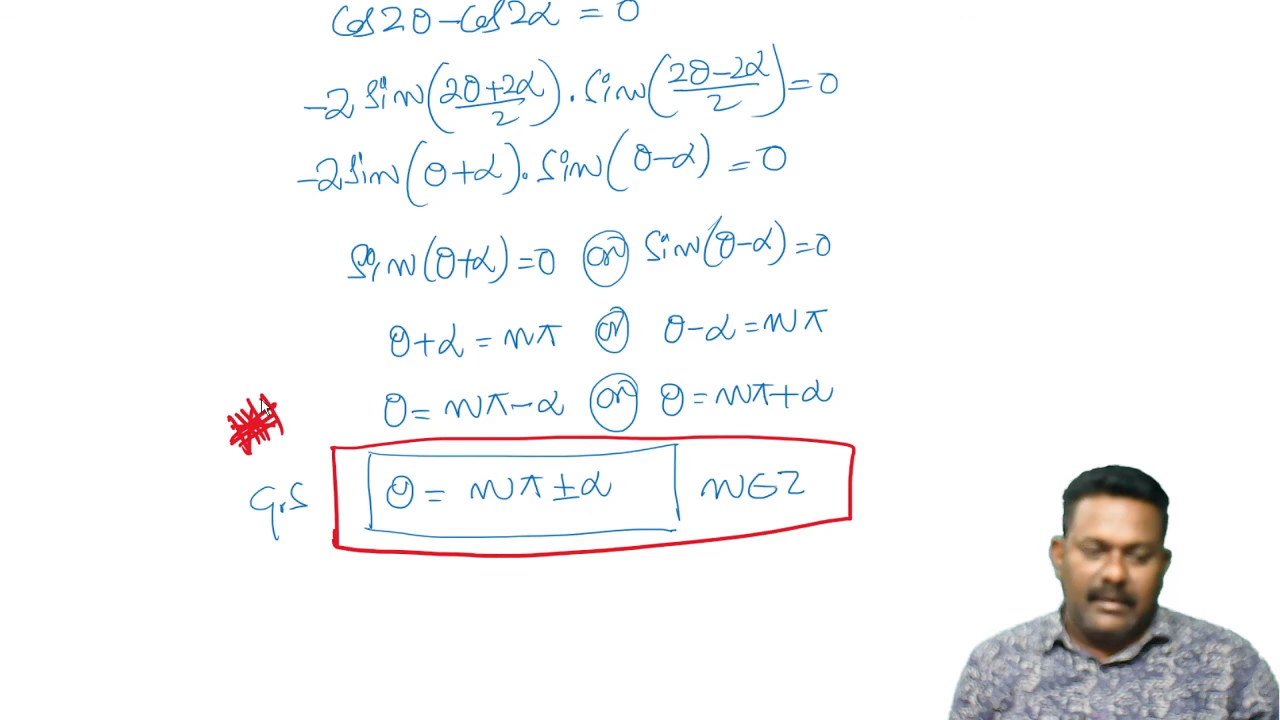 cos2θ-cos2α = 0
-2 sin(2θ+2α/2) . sin(2θ-2α/2) = 0
-2 sin(θ+α) . sin(θ-α) = 0
sin(θ+α) = 0 or sin(θ-α) = 0
θ+α = nπ or θ-α = nπ
θ = nπ-α or θ = nπ+α
G.S θ = nπ ± α n∈Z